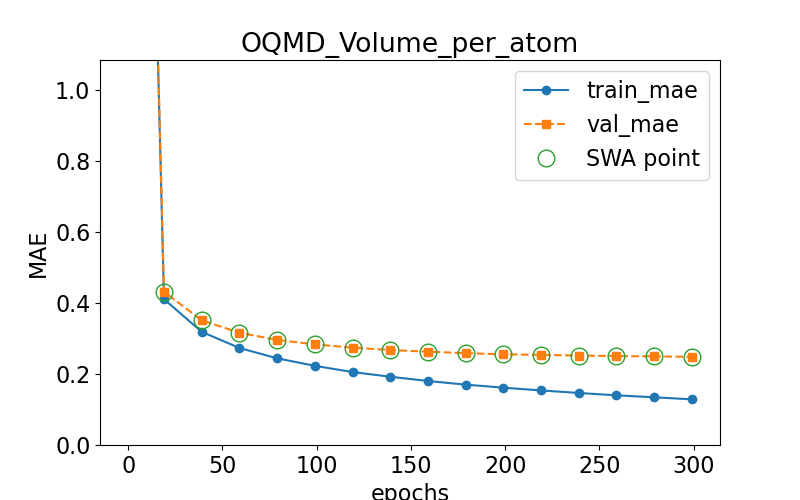 OQMD_Volume_per_atom
train_mae
val_mae
SWA point
MAE
1.0
0.8
0.6
0.4
0.2
0.0
0 50 100 150 200 250 300
epochs